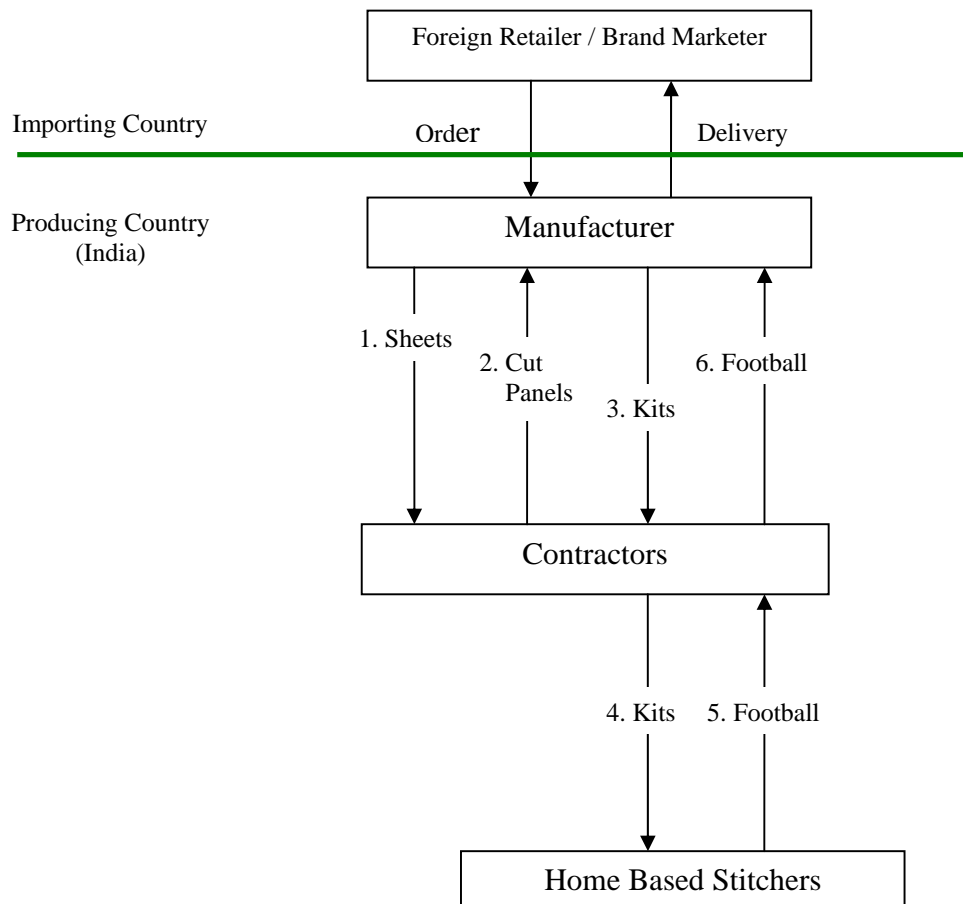 Foreign Retailer / Brand Marketer
Importing Country
Order
Delivery
Producing Country
(India)
Manufacturer
1. Sheets
2. Cut
Panels
3. Kits
6. Football
Contractors
4. Kits
5. Football
Home Based Stitchers